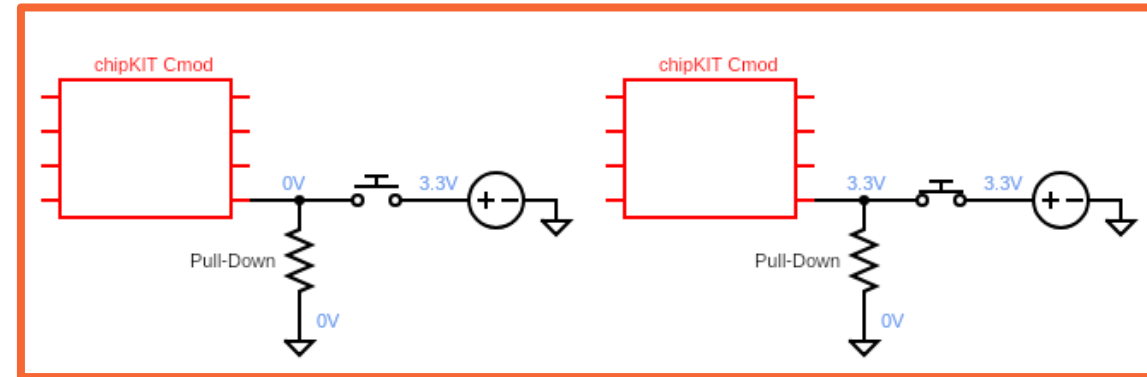 chipKIT Cmod
0V
3.3V
+ -
Pull-Down
0V
chipKIT Cmod
3.3V
3.3V
+ -
Pull-Down
0V